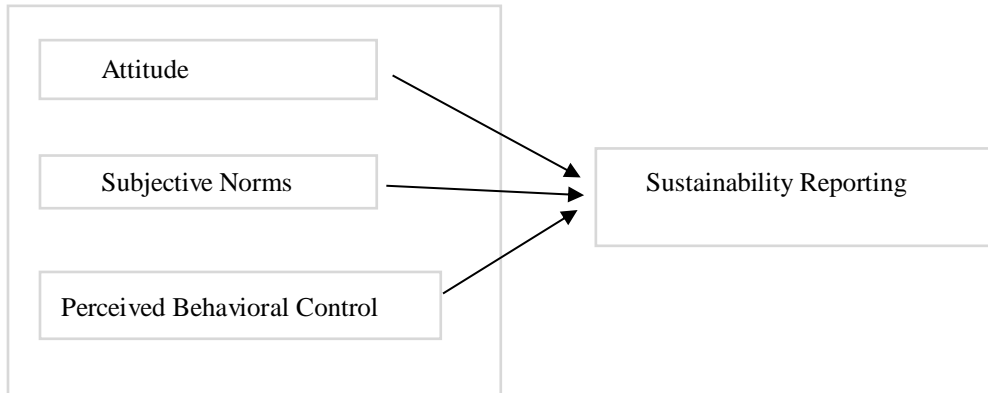 Attitude
Subjective Norms
Sustainability Reporting
Perceived Behavioral Control